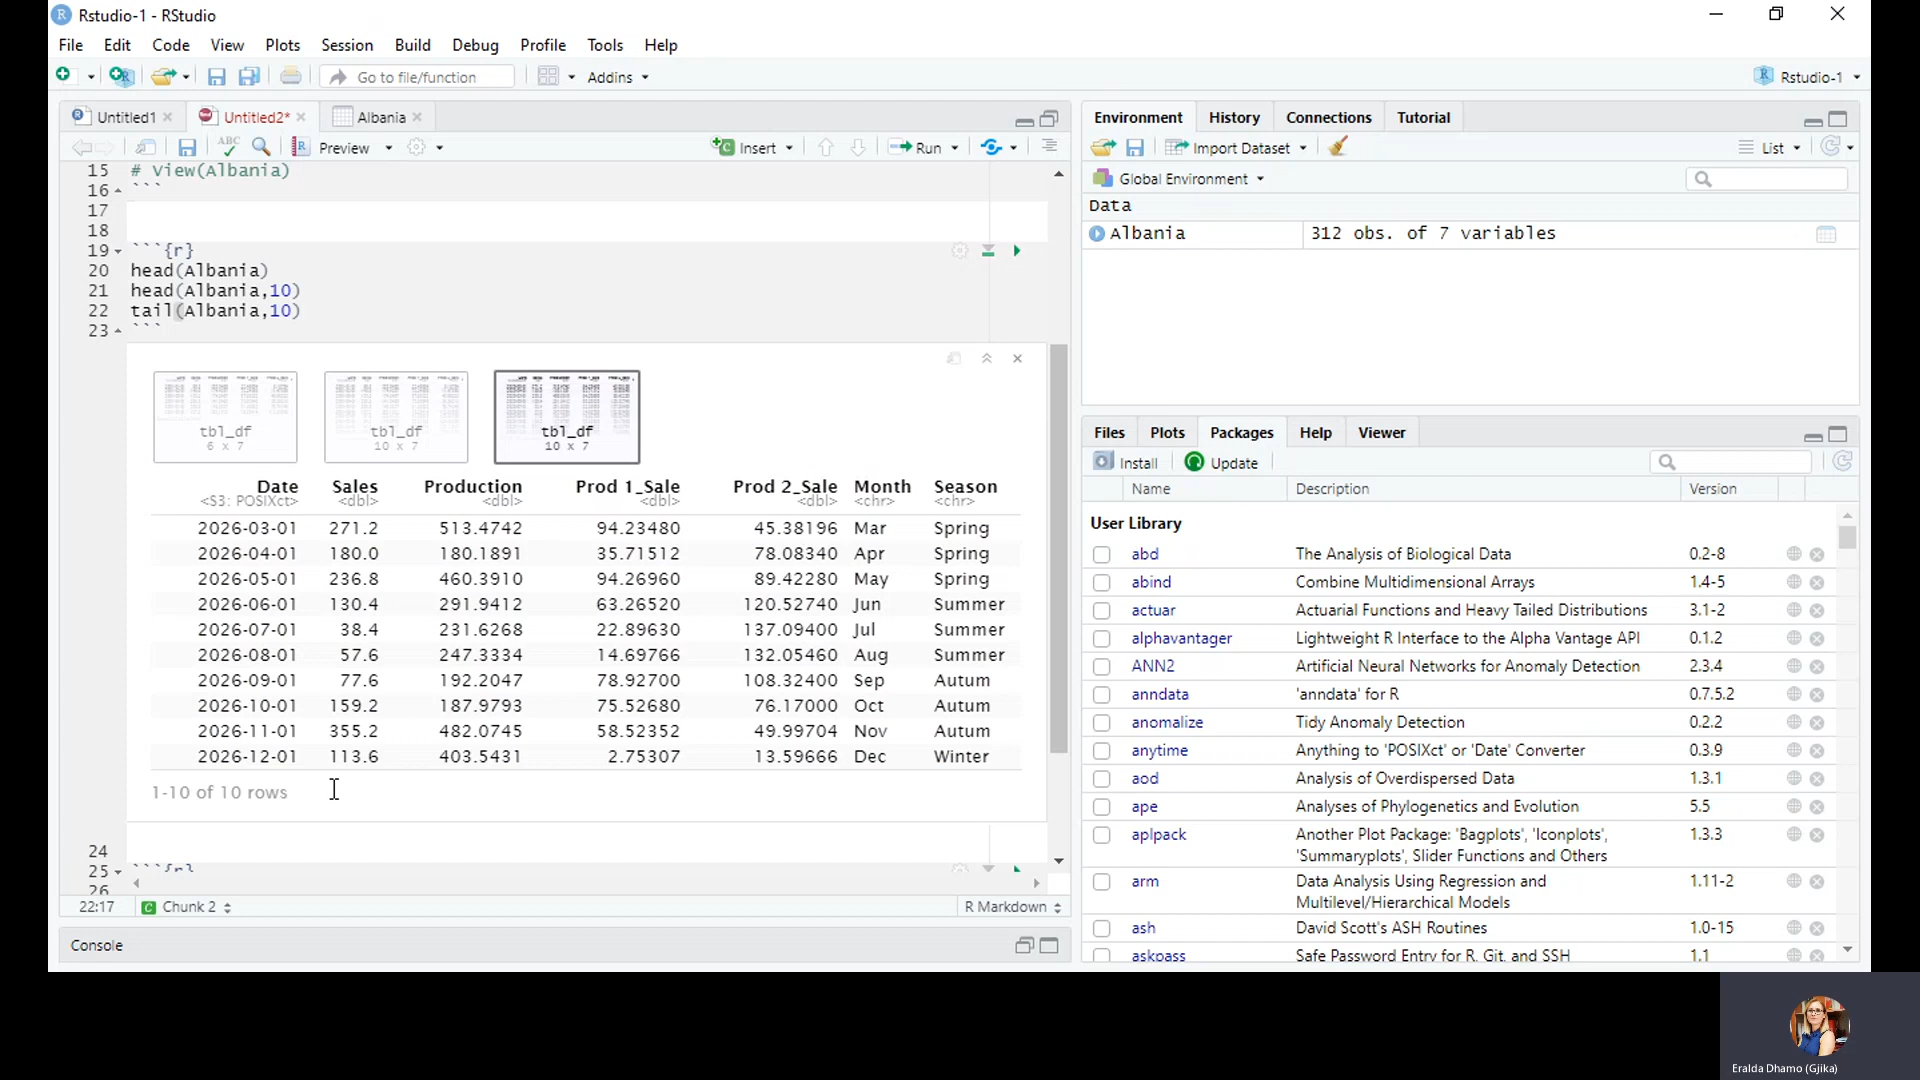 Rstudio-1 - RStudio
File Edit Code View Plots Session Build Debug Profile Tools Help
Go to file/function Addins Rstudio-1
Untitled1 Untitled2* Albania
ABC Preview Insert Run
15 # View(Albania)
16 ```
17
18
19 ```{r}
20 head(Albania)
21 head(Albania,10)
22 tail(Albania,10)
23 ```
tbl_df tbl_df tbl_df
6 x 7 10 x 7 10 x 7
Date Sales Production Prod 1_Sale Prod 2_Sale Month Season
<S3: POSIXct> <dbl> <dbl> <dbl> <dbl> <chr> <chr>
2026-03-01 271.2 513.4742 94.23480 45.38196 Mar Spring
2026-04-01 180.0 180.1891 35.71512 78.08340 Apr Spring
2026-05-01 236.8 460.3910 94.26960 89.42280 May Spring
2026-06-01 130.4 291.9412 63.26520 120.52740 Jun Summer
2026-07-01 38.4 231.6268 22.89630 137.09400 Jul Summer
2026-08-01 57.6 247.3334 14.69766 132.05460 Aug Summer
2026-09-01 77.6 192.2047 78.92700 108.32400 Sep Autum
2026-10-01 159.2 187.9793 75.52680 76.17000 Oct Autum
2026-11-01 355.2 482.0745 58.52352 49.99704 Nov Autum
2026-12-01 113.6 403.5431 2.75307 13.59666 Dec Winter
1-10 of 10 rows
24
25 ```{r}
26
22:17 Chunk 2 R Markdown
Console
Environment History Connections Tutorial
Import Dataset List
Global Environment
Data
Albania 312 obs. of 7 variables
Files Plots Packages Help Viewer
Install Update
Name Description Version
User Library
abd The Analysis of Biological Data 0.2-8
abind Combine Multidimensional Arrays 1.4-5
actuar Actuarial Functions and Heavy Tailed Distributions 3.1-2
alphavantager Lightweight R Interface to the Alpha Vantage API 0.1.2
ANN2 Artificial Neural Networks for Anomaly Detection 2.3.4
anndata 'anndata' for R 0.7.5.2
anomalize Tidy Anomaly Detection 0.2.2
anytime Anything to 'POSIXct' or 'Date' Converter 0.3.9
aod Analysis of Overdispersed Data 1.3.1
ape Analyses of Phylogenetics and Evolution 5.5
aplpack Another Plot Package: 'Bagplots', 'Iconplots', 1.3.3
'Summaryplots', Slider Functions and Others
arm Data Analysis Using Regression and 1.11-2
Multilevel/Hierarchical Models
ash David Scott's ASH Routines 1.0-15
askpass Safe Password Entry for R, Git, and SSH 1.1
Eralda Dhamo (Gjika)